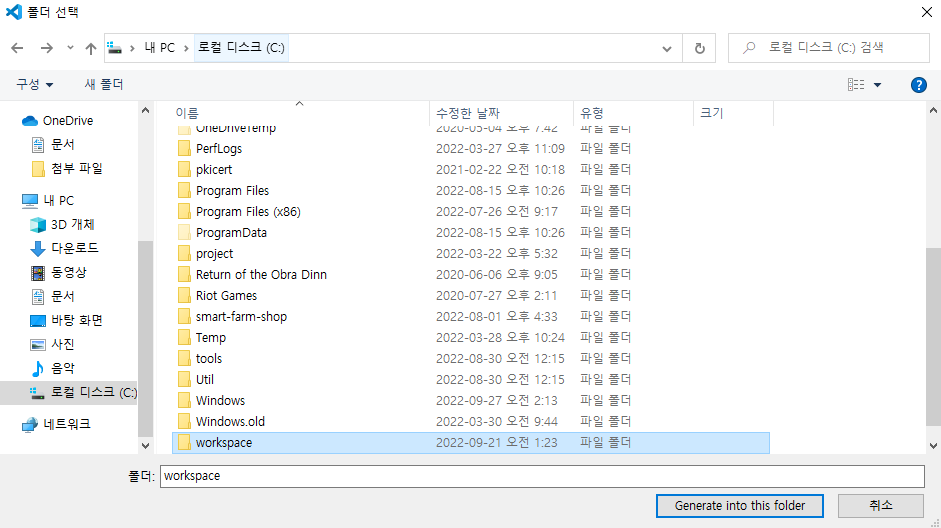 폴더 선택
내 PC
로컬 디스크 (C:)
로컬 디스크 (C:) 검색
구성
새 폴더
?
OneDrive
문서
첨부 파일
내 PC
3D 개체
다운로드
동영상
문서
바탕 화면
사진
음악
로컬 디스크 (C:)
네트워크
이름 수정한 날짜 유형 크기
OneDriveTemp 2020-05-04 오후 7:42 파일 폴더
PerfLogs 2022-03-27 오후 11:09 파일 폴더
pkicert 2021-02-22 오전 10:18 파일 폴더
Program Files 2022-08-15 오후 10:26 파일 폴더
Program Files (x86) 2022-07-26 오전 9:17 파일 폴더
ProgramData 2022-08-15 오후 10:26 파일 폴더
project 2022-03-22 오후 5:32 파일 폴더
Return of the Obra Dinn 2020-06-06 오후 9:05 파일 폴더
Riot Games 2020-07-27 오후 2:11 파일 폴더
smart-farm-shop 2022-08-01 오후 4:33 파일 폴더
Temp 2022-03-28 오후 10:24 파일 폴더
tools 2022-08-30 오전 12:15 파일 폴더
Util 2022-08-30 오전 12:15 파일 폴더
Windows 2022-09-27 오전 2:13 파일 폴더
Windows.old 2022-03-30 오전 9:44 파일 폴더
workspace 2022-09-21 오전 1:23 파일 폴더
폴더: workspace
Generate into this folder
취소